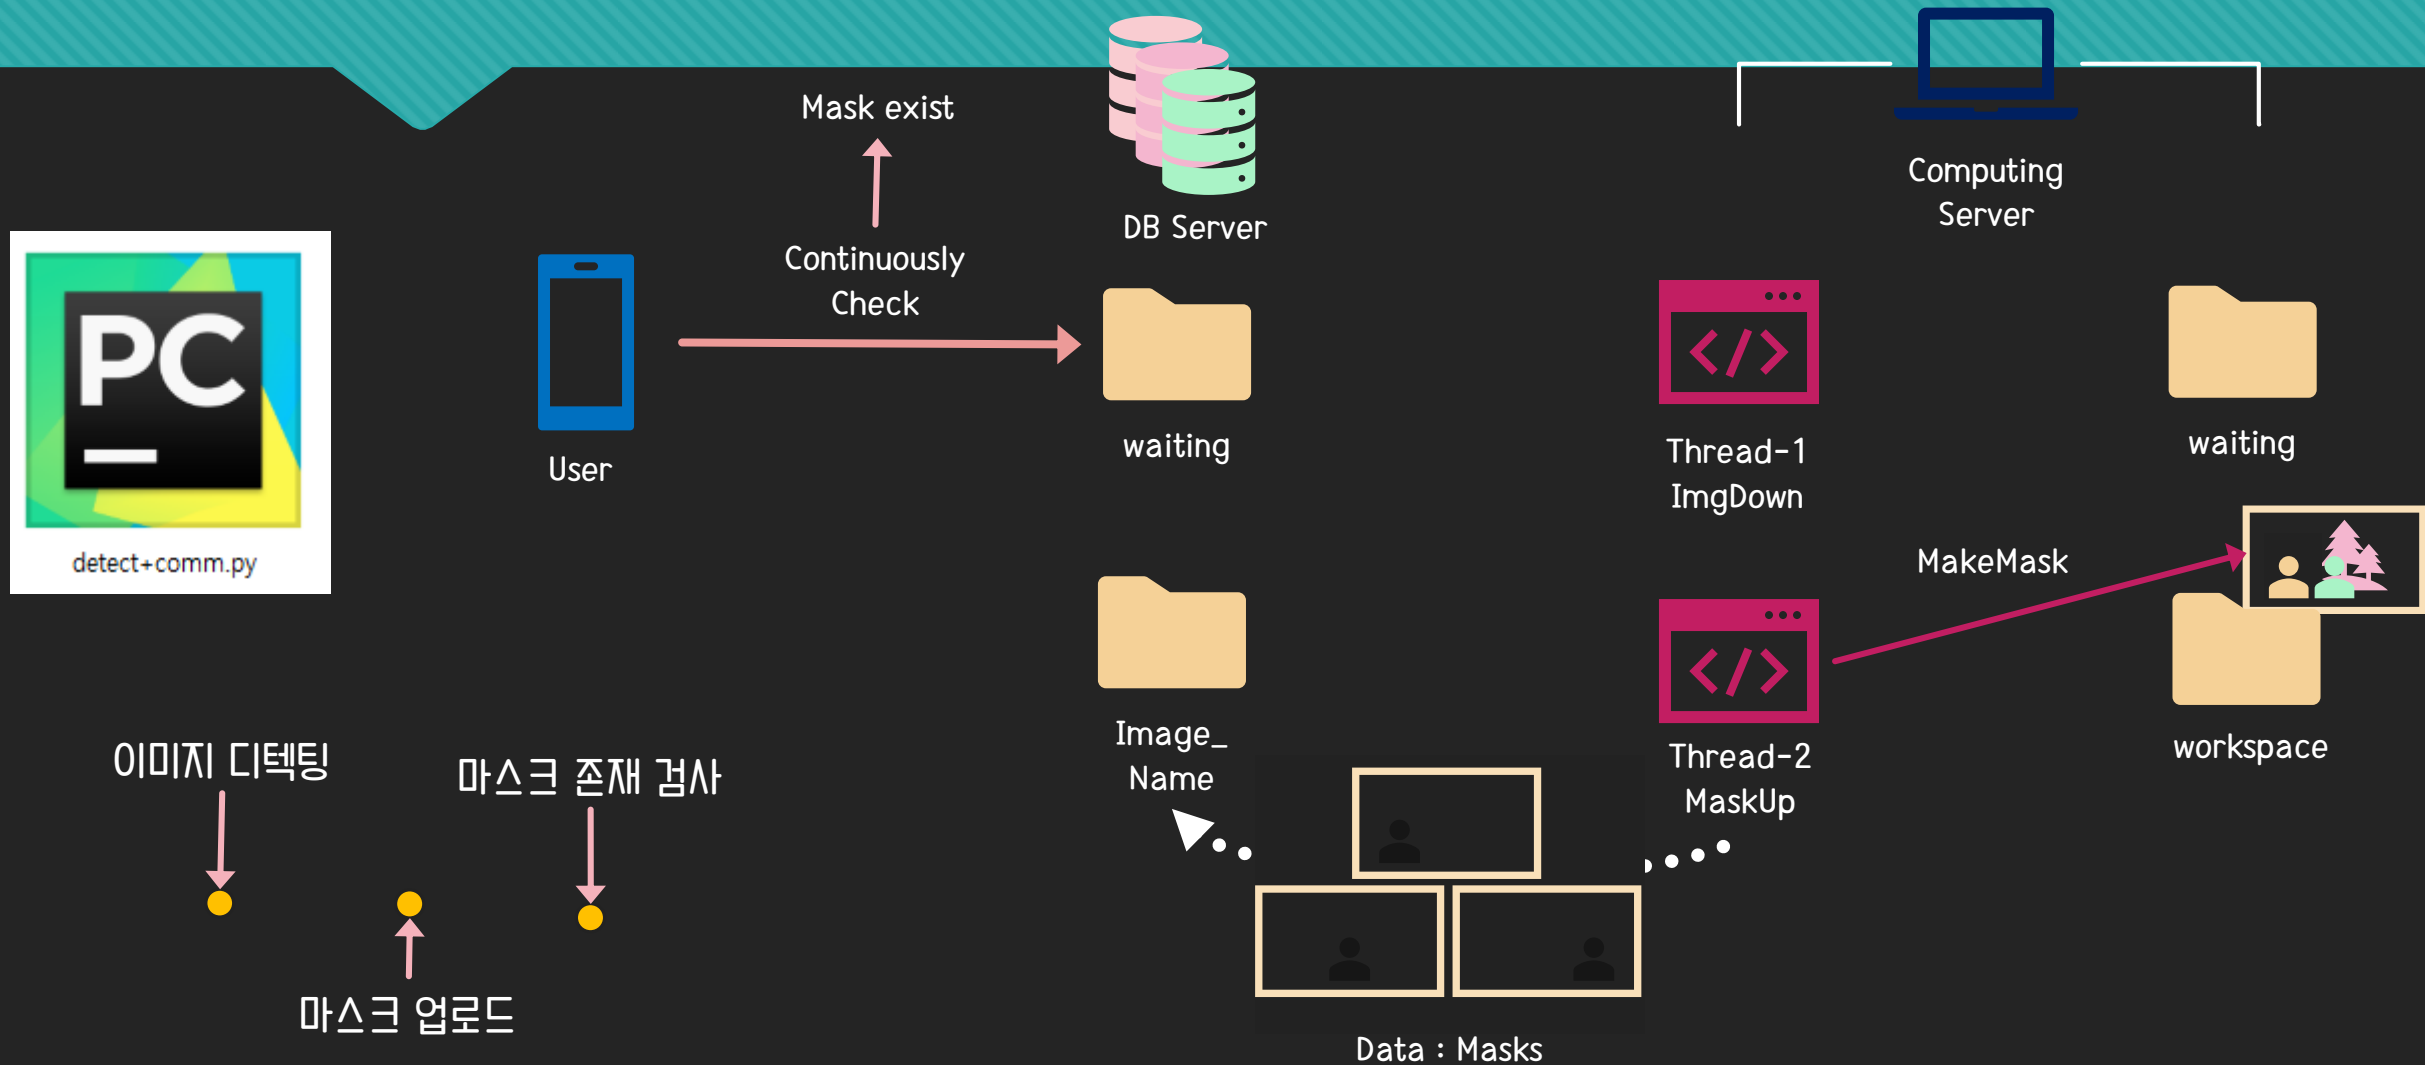 Mask exist
DB Server
Computing
Server
PC
detect+comm.py
User
Continuously
Check
waiting
Thread-1
ImgDown
waiting
MakeMask
Image_
Name
Thread-2
MaskUp
workspace
이미지 디텍팅
마스크 존재 검사
마스크 업로드
Data : Masks